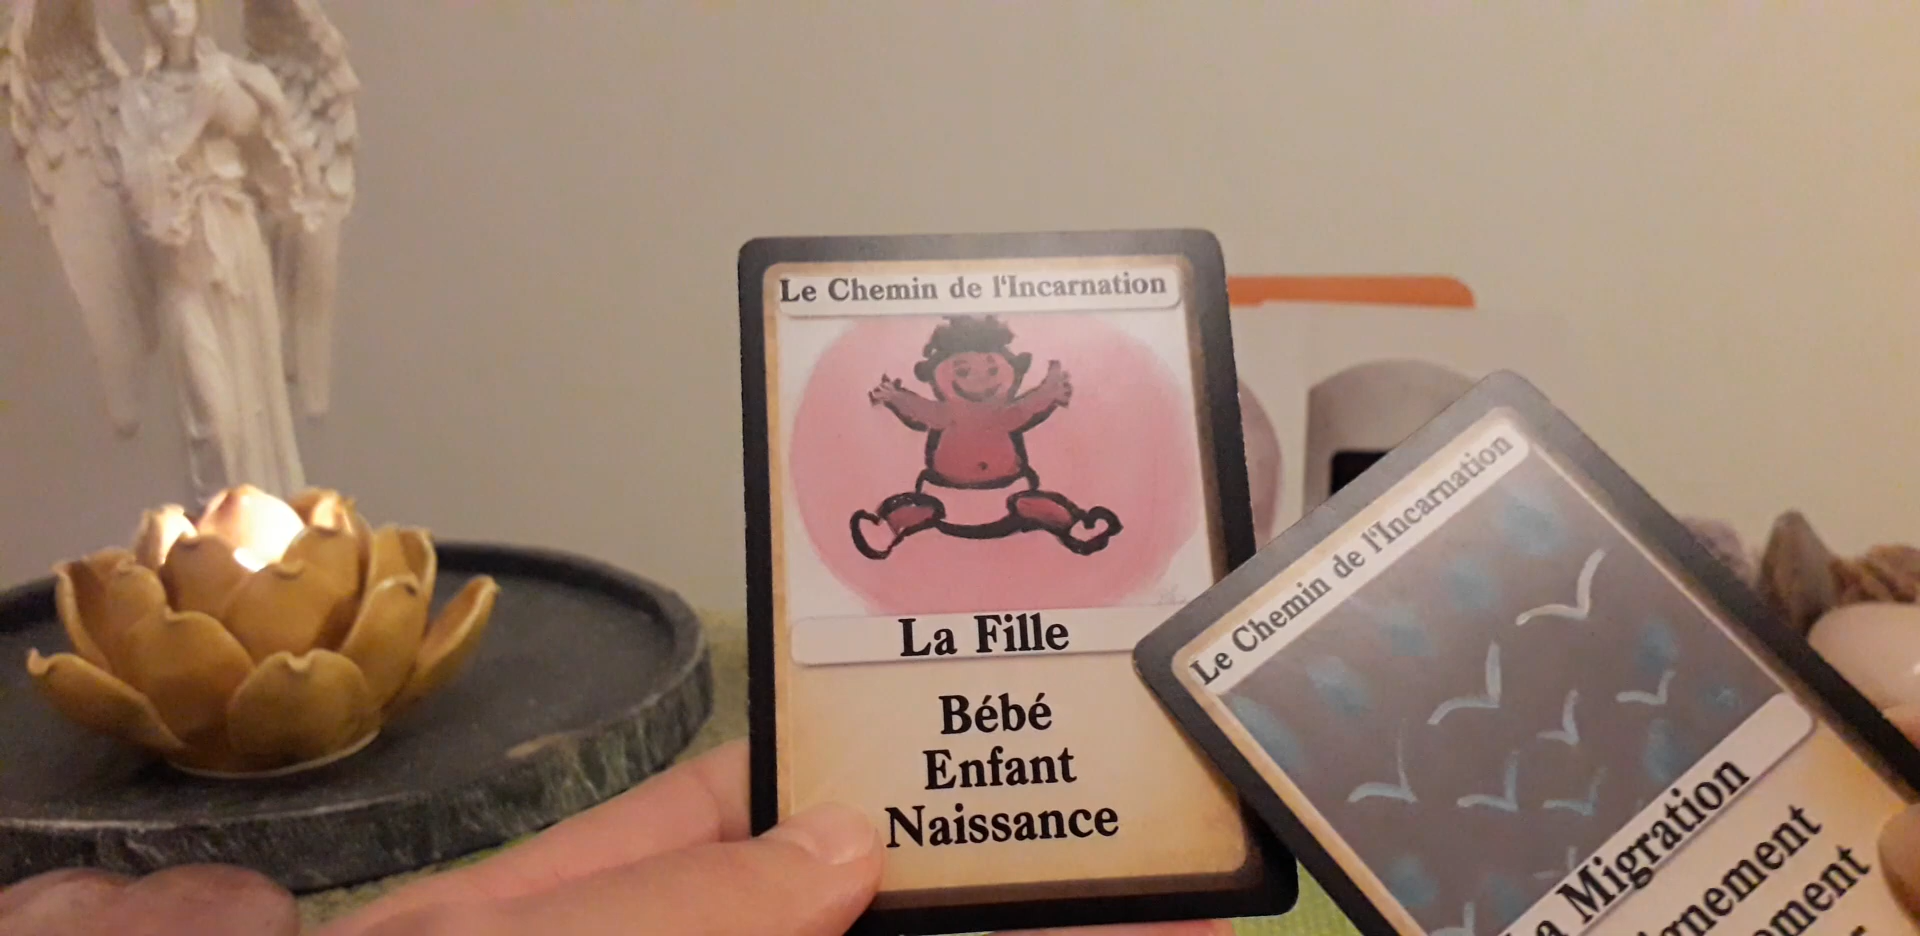 Le Chemin de l'Incarnation
La Fille
Bébé
Enfant
Naissance
Le Chemin de l'Incarnation
La Migration